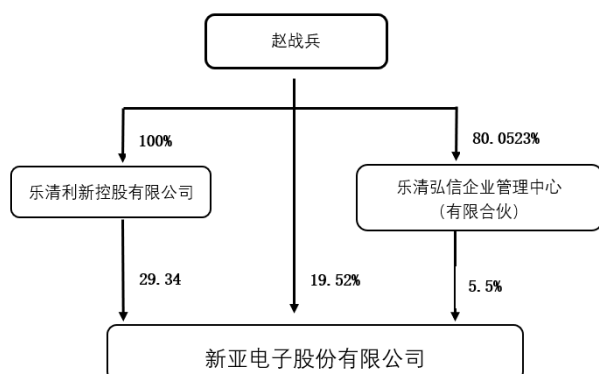 赵战兵
100%
80.0523%
乐清利新控股有限公司
乐清弘信企业管理中心
(有限合伙)
29.34
19.52%
5.5%
新亚电子股份有限公司